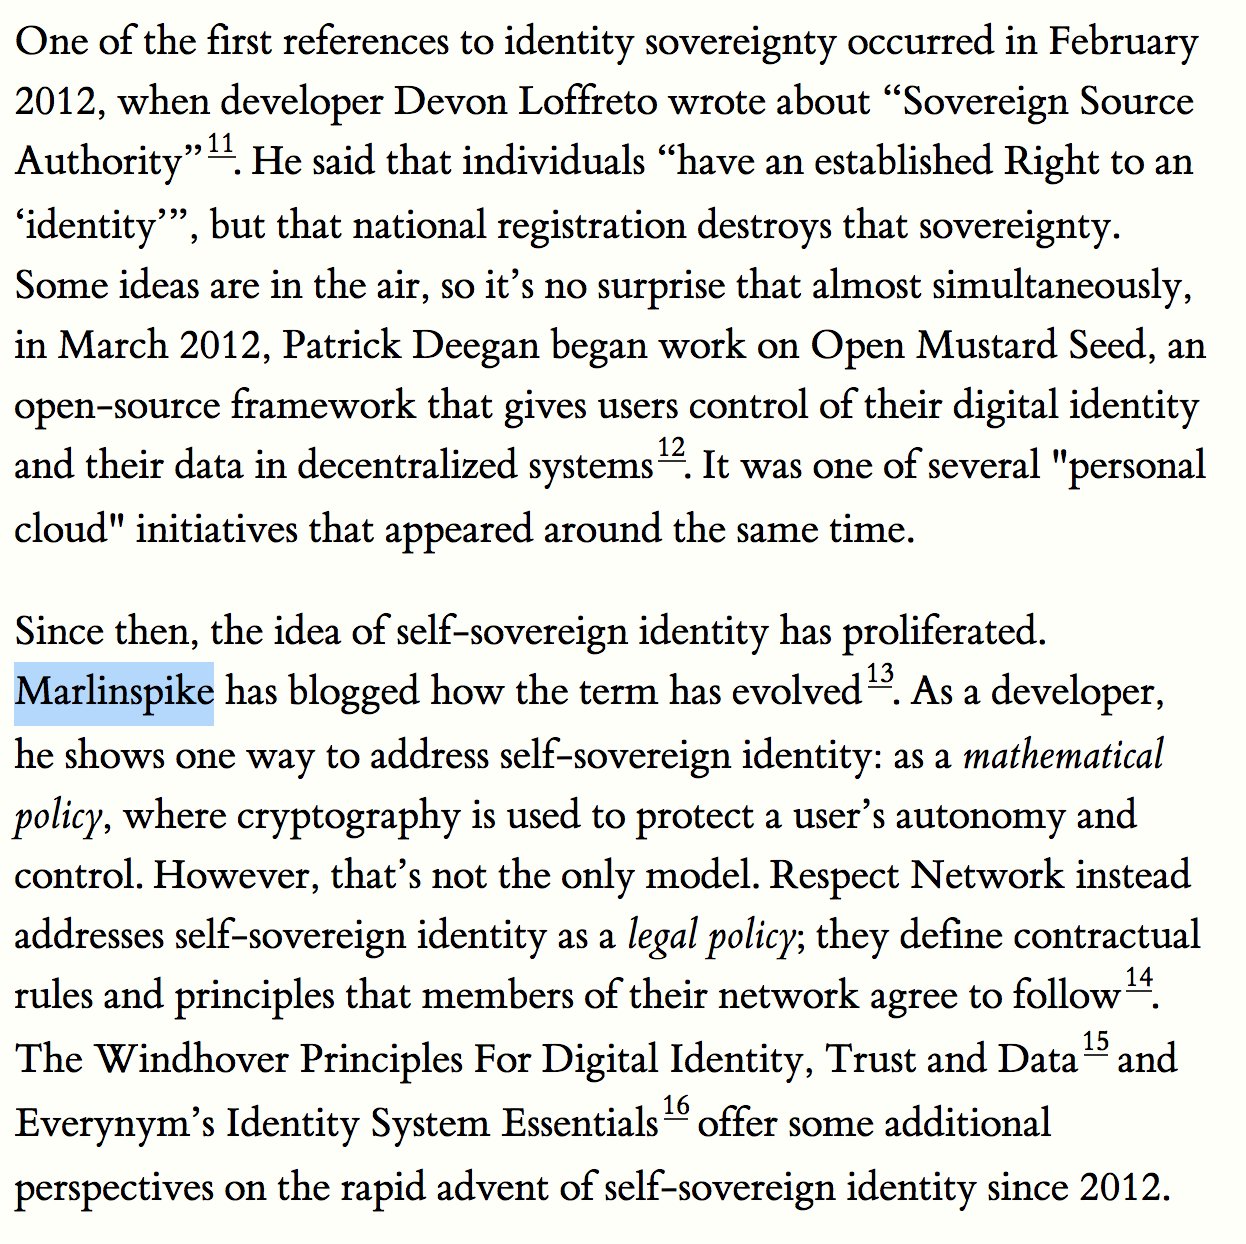 One of the first references to identity sovereignty occurred in February
2012, when developer Devon Loffreto wrote about “Sovereign Source
Authority”11. He said that individuals “have an established Right to an
‘identity’”, but that national registration destroys that sovereignty.
Some ideas are in the air, so it’s no surprise that almost simultaneously,
in March 2012, Patrick Deegan began work on Open Mustard Seed, an
open-source framework that gives users control of their digital identity
and their data in decentralized systems12. It was one of several "personal
cloud" initiatives that appeared around the same time.
Since then, the idea of self-sovereign identity has proliferated.
Marlinspike has blogged how the term has evolved13. As a developer,
he shows one way to address self-sovereign identity: as a mathematical
policy, where cryptography is used to protect a user’s autonomy and
control. However, that’s not the only model. Respect Network instead
addresses self-sovereign identity as a legal policy; they define contractual
rules and principles that members of their network agree to follow14.
The Windhover Principles For Digital Identity, Trust and Data15 and
Everynym’s Identity System Essentials16 offer some additional
perspectives on the rapid advent of self-sovereign identity since 2012.